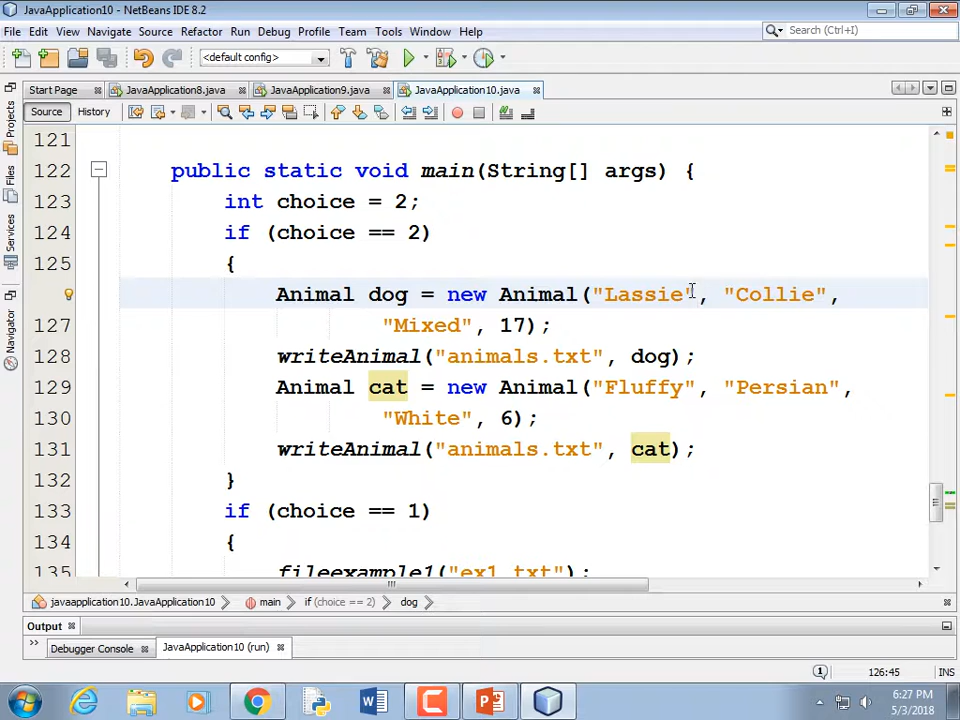 JavaApplication10 - NetBeans IDE 8.2
File Edit View Navigate Source Refactor Run Debug Profile Team Tools Window Help
Search (Ctrl+I)
<default config>
Start Page JavaApplication8.java JavaApplication9.java JavaApplication10.java
Source History
Projects
Files
Services
Navigator
121
122 public static void main(String[] args) {
123 int choice = 2;
124 if (choice == 2)
125 {
Animal dog = new Animal("Lassie", "Collie",
127 "Mixed", 17);
128 writeAnimal("animals.txt", dog);
129 Animal cat = new Animal("Fluffy", "Persian",
130 "White", 6);
131 writeAnimal("animals.txt", cat);
132 }
133 if (choice == 1)
134 {
135 fileexample1("ex1.txt");
javaapplication10.JavaApplication10 main if (choice == 2) dog
Output
Debugger Console JavaApplication10 (run)
1 126:45 INS
6:27 PM
5/3/2018